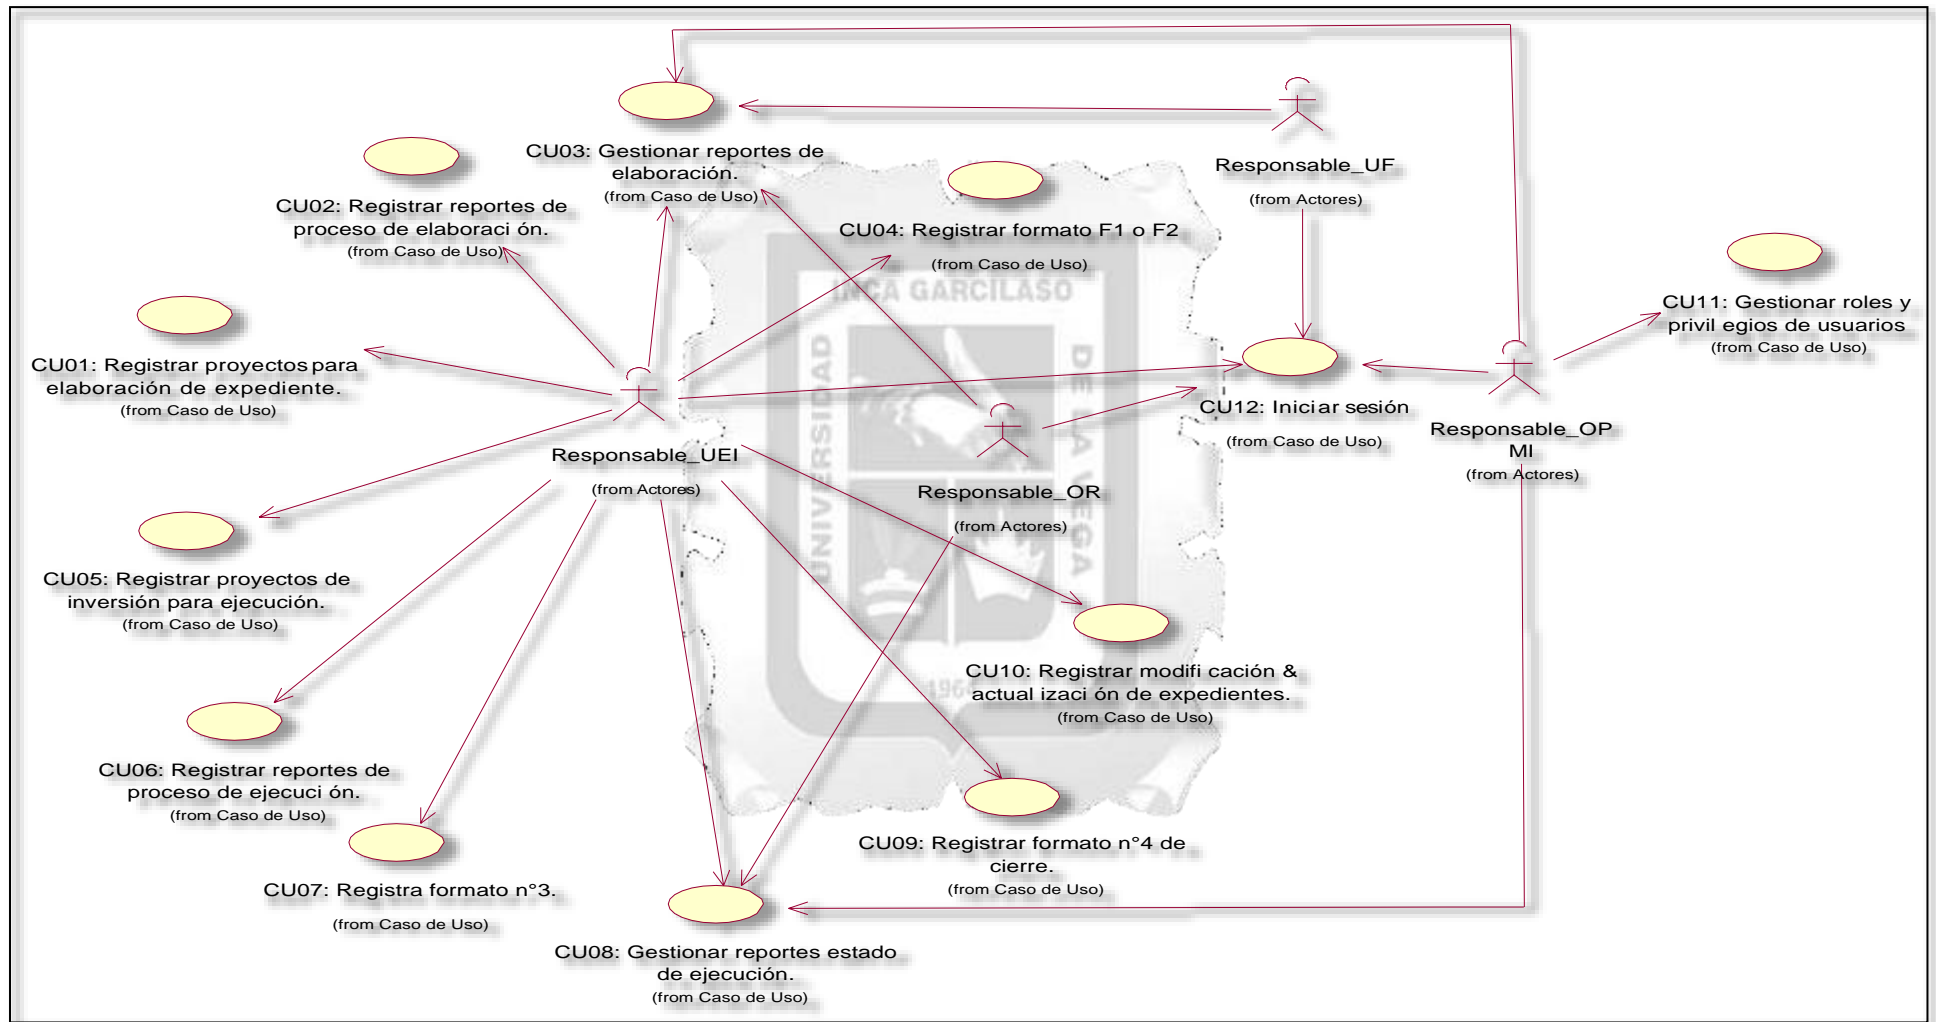 CU03: Gestionar reportes de
elaboración.
(from Caso de Uso)
Responsable_UF
(from Actores)
CU02: Registrar reportes de
proceso de elaboraci ón.
(from Caso de Uso)
CU04: Registrar formato F1 o F2
(from Caso de Uso)
CU11: Gestionar roles y
privil egios de usuarios
(from Caso de Uso)
INCA GARCILASO
UNIVERSIDAD
DE LA VEGA
1964
CU01: Registrar proyectos para
elaboración de expediente.
(from Caso de Uso)
CU12: Iniciar sesión
(from Caso de Uso)
Responsable_OP
MI
(from Actores)
Responsable_UEI
(from Actores)
Responsable_OR
(from Actores)
CU05: Registrar proyectos de
inversión para ejecución.
(from Caso de Uso)
CU10: Registrar modifi cación &
actual izaci ón de expedientes.
(from Caso de Uso)
CU06: Registrar reportes de
proceso de ejecuci ón.
(from Caso de Uso)
CU09: Registrar formato n°4 de
cierre.
(from Caso de Uso)
CU07: Registra formato n°3.
(from Caso de Uso)
CU08: Gestionar reportes estado
de ejecución.
(from Caso de Uso)